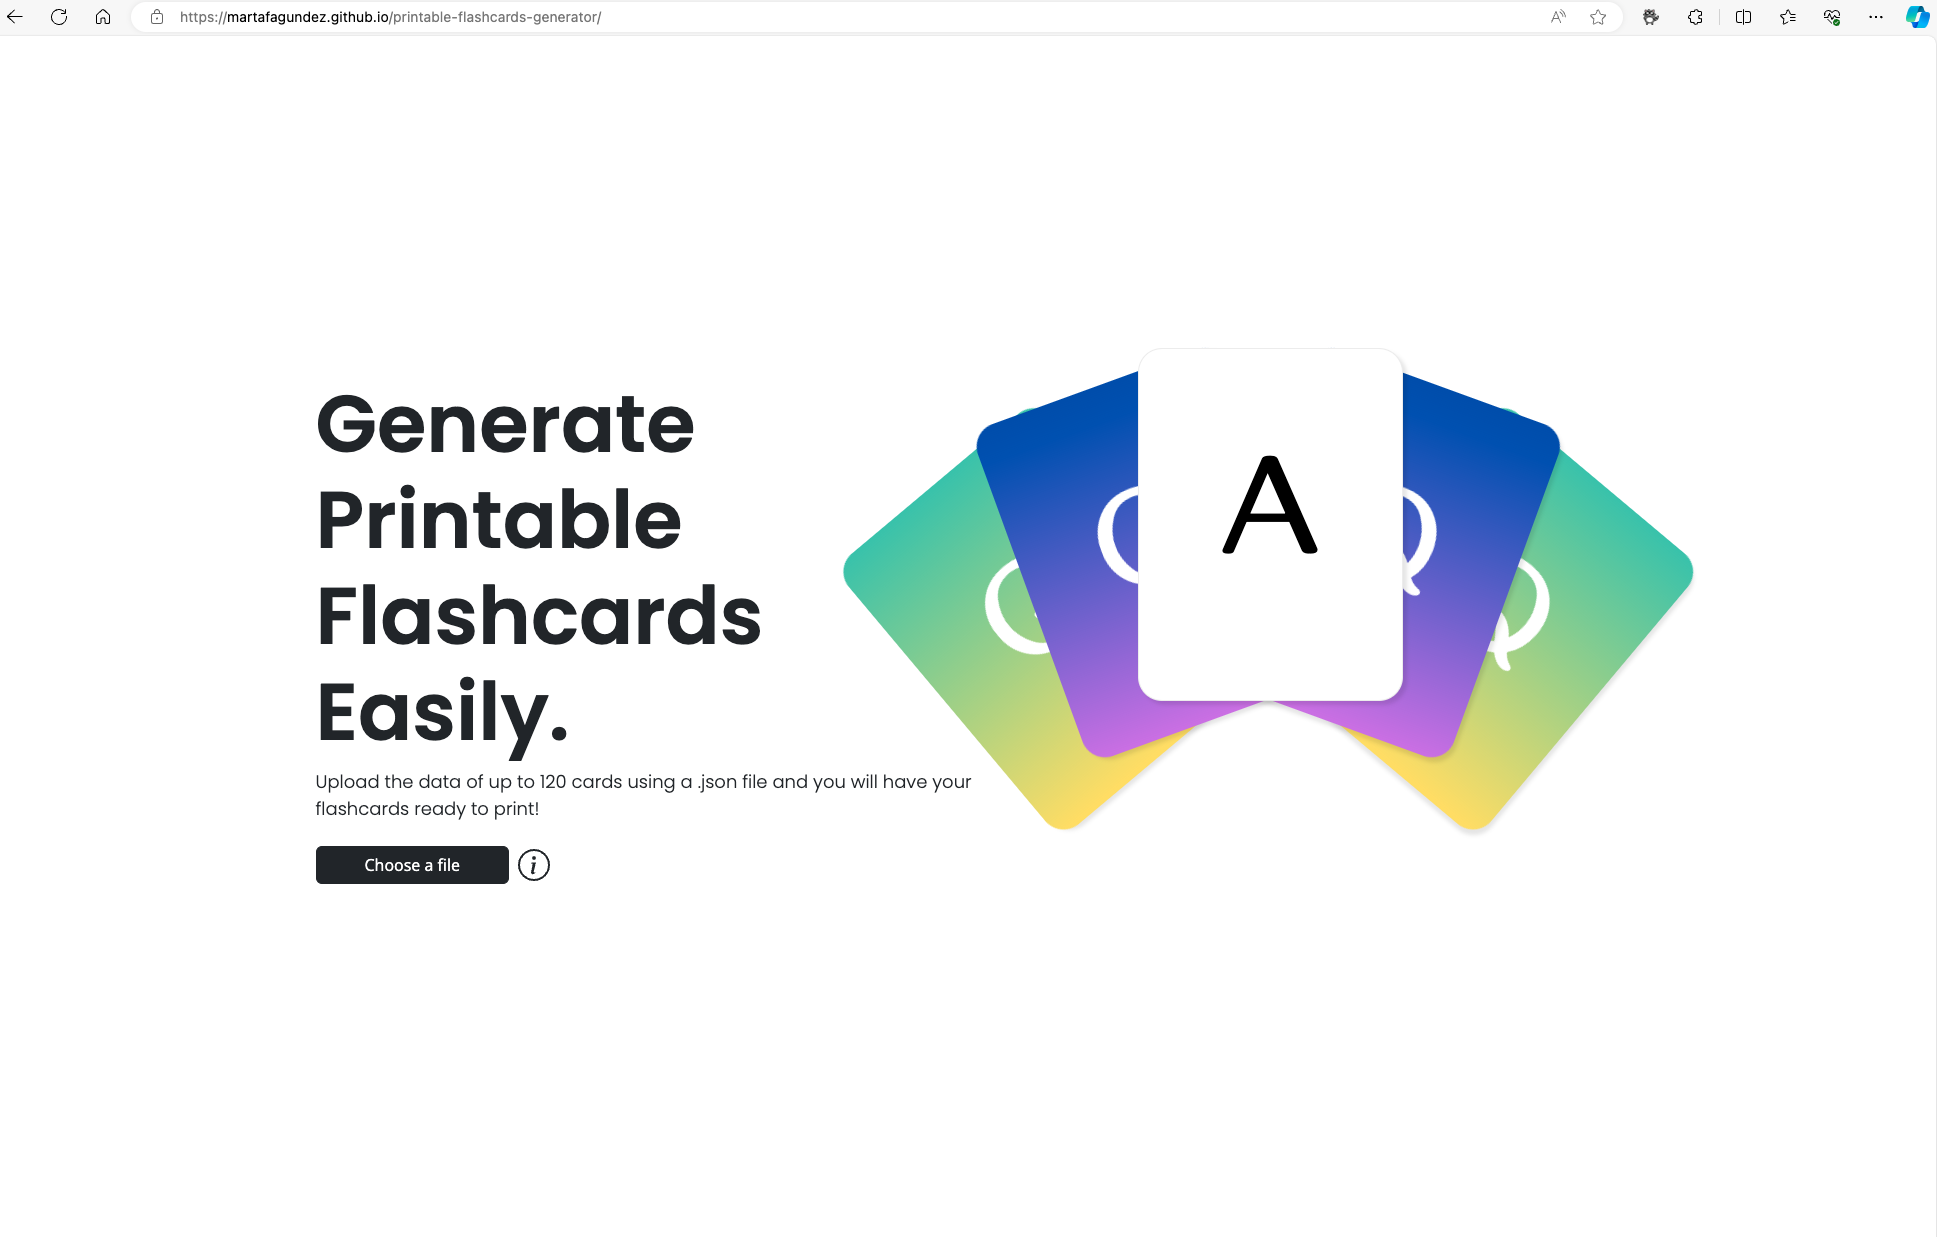 https://martafagundez.github.io/printable-flashcards-generator/
Generate
Printable
Flashcards
Easily.
Upload the data of up to 120 cards using a .json file and you will have your
flashcards ready to print!
Choose a file
i
Q
Q
A
Q
Q